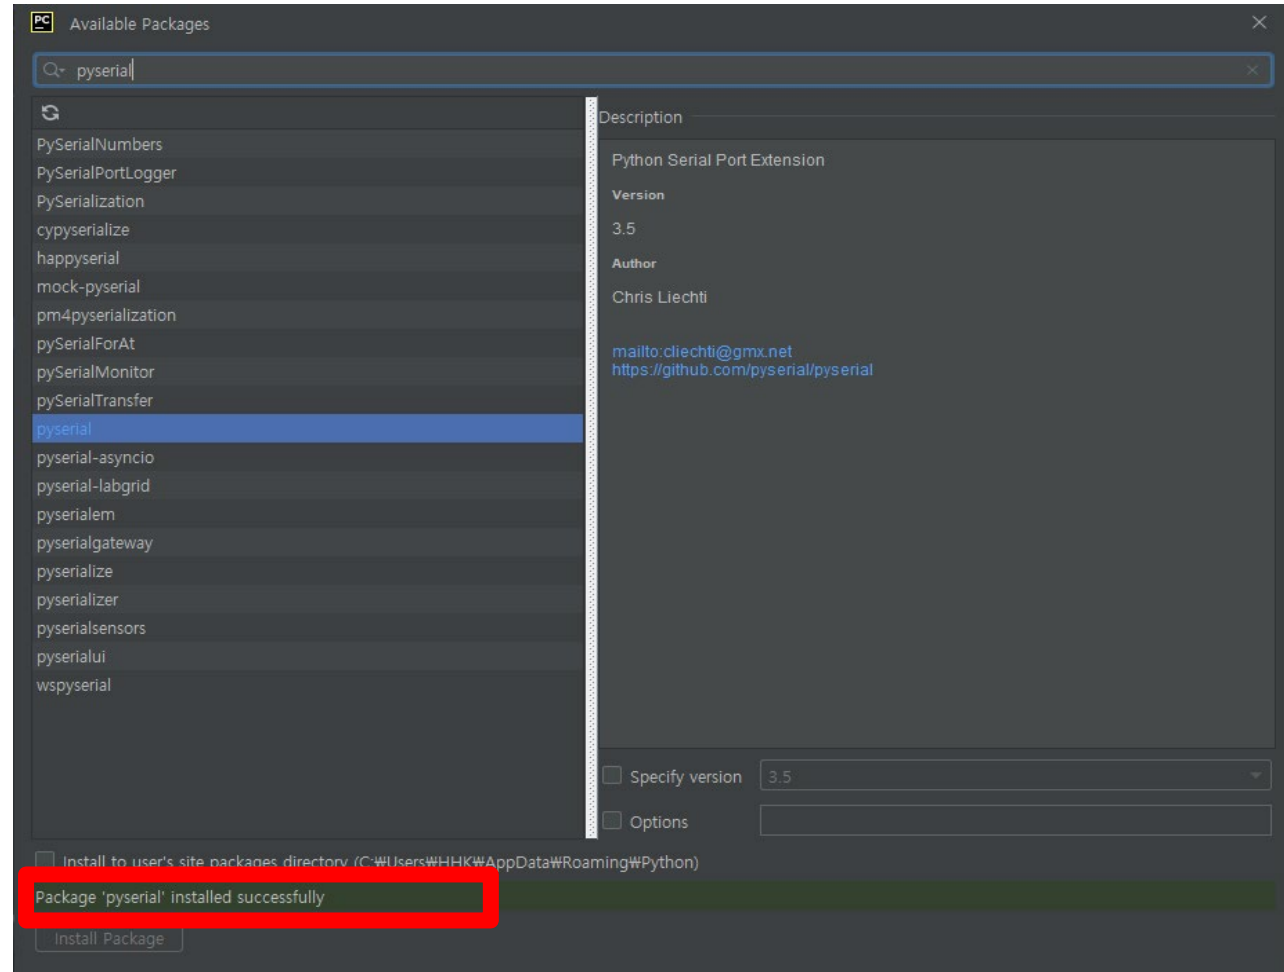 PC
Available Packages
pyserial
PySerialNumbers
PySerialPortLogger
PySerialization
cypyserialize
happyserial
mock-pyserial
pm4pyserialization
pySerialForAt
pySerialMonitor
pySerialTransfer
pyserial
pyserial-asyncio
pyserial-labgrid
pyserialem
pyserialgateway
pyserialize
pyserializer
pyserialsensors
pyserialui
wspyserial
Description
Python Serial Port Extension
Version
3.5
Author
Chris Liechti
mailto:cliechti@gmx.net
https://github.com/pyserial/pyserial
Specify version 3.5
Options
Install to user's site packages directory (C:₩Users₩HHK₩AppData₩Roaming₩Python)
Package 'pyserial' installed successfully
Install Package